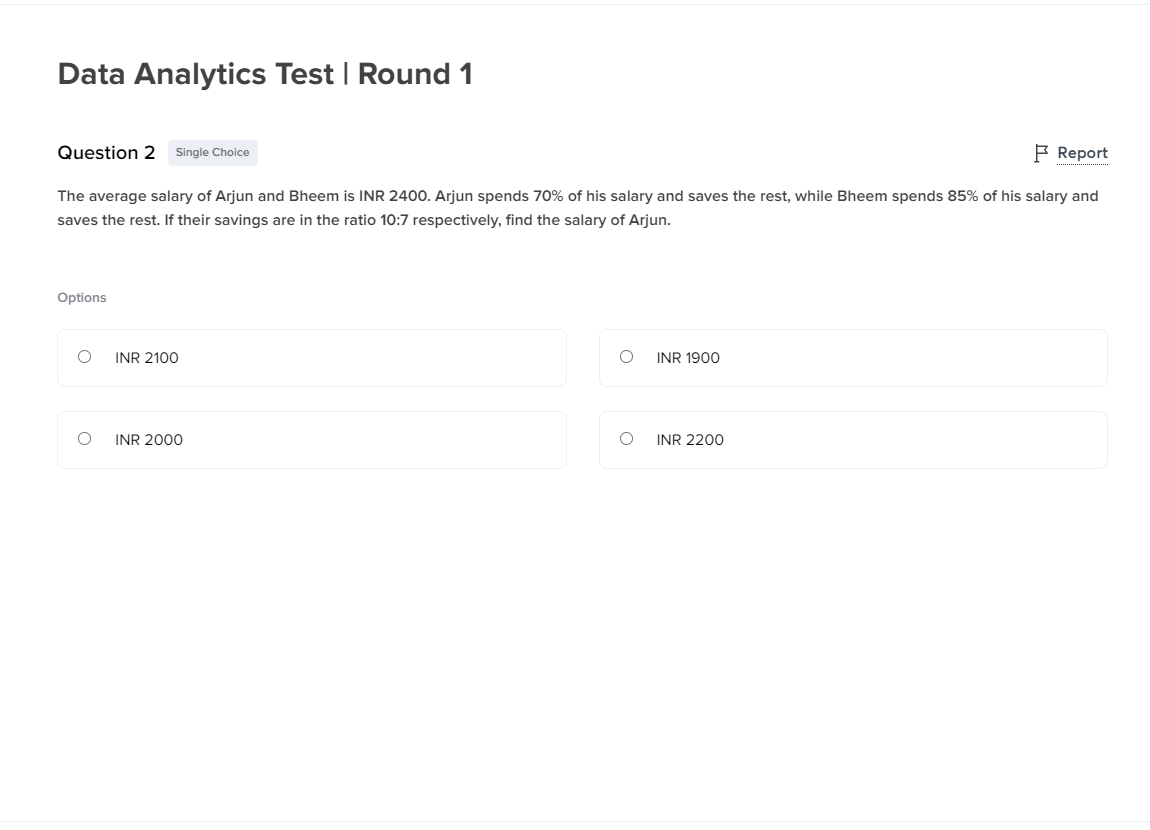 Data Analytics Test | Round 1
Question 2
Single Choice
Report
The average salary of Arjun and Bheem is INR 2400. Arjun spends 70% of his salary and saves the rest, while Bheem spends 85% of his salary and
saves the rest. If their savings are in the ratio 10:7 respectively, find the salary of Arjun.
Options
INR 2100
INR 1900
INR 2000
INR 2200